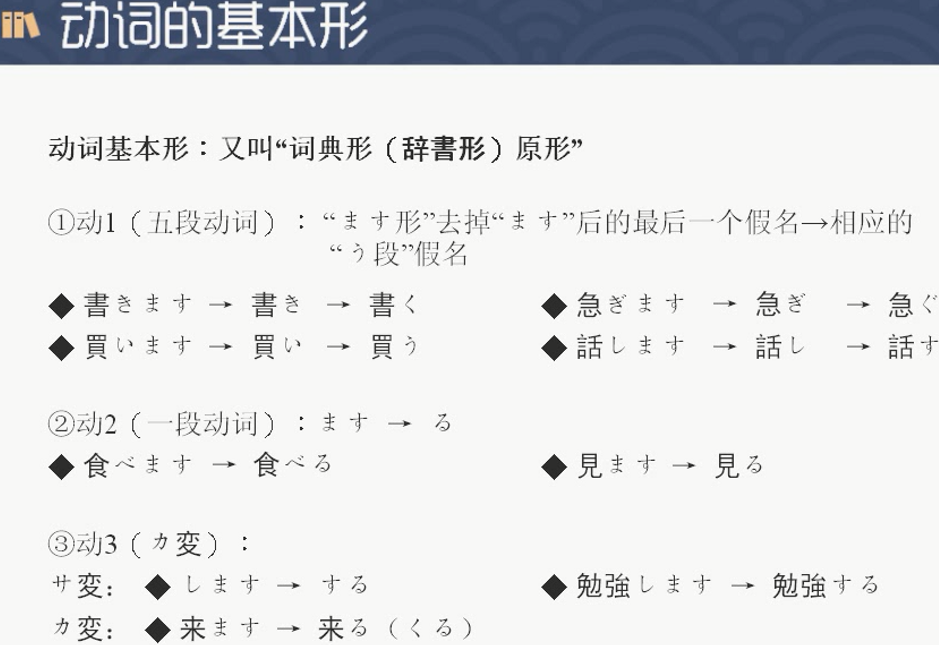 动词的基本形
动词基本形：又叫“词典形（辞書形）原形”
①动1（五段动词）：“ます形”去掉“ます”后的最后一个假名→相应的
“う段”假名
◆ 書きます → 書き → 書く ◆ 急ぎます → 急ぎ → 急ぐ
◆ 買います → 買い → 買う ◆ 話します → 話し → 話す
②动2（一段动词）：ます → る
◆ 食べます → 食べる ◆ 見ます → 見る
③动3（カ変）：
サ変： ◆ します → する ◆ 勉強します → 勉強する
カ変： ◆ 来ます → 来る（くる）